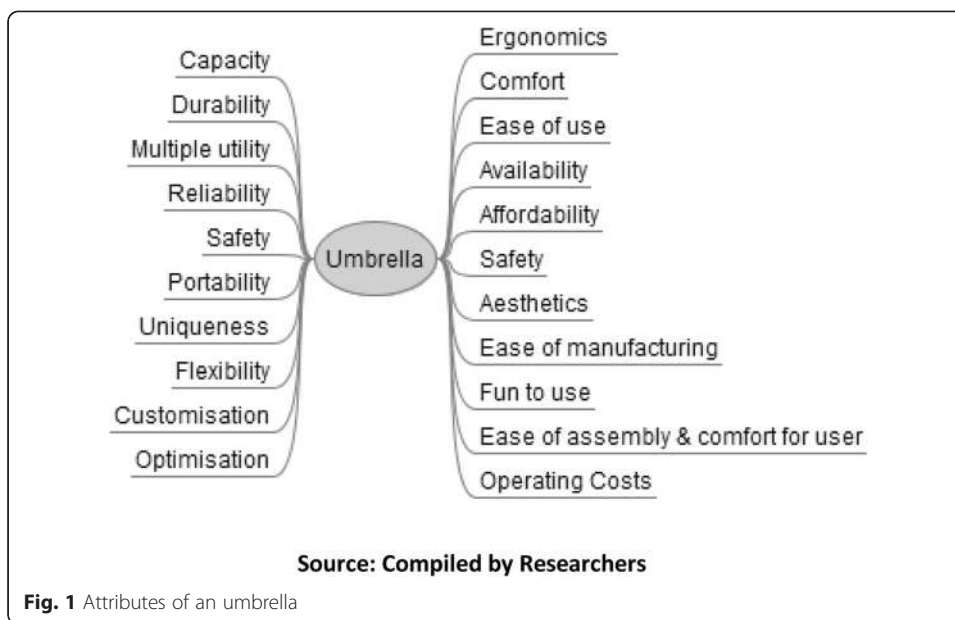 Capacity
Durability
Multiple utility
Reliability
Safety
Portability
Uniqueness
Flexibility
Customisation
Optimisation
Umbrella
Ergonomics
Comfort
Ease of use
Availability
Affordability
Safety
Aesthetics
Ease of manufacturing
Fun to use
Ease of assembly & comfort for user
Operating Costs
Source: Compiled by Researchers
Fig. 1 Attributes of an umbrella